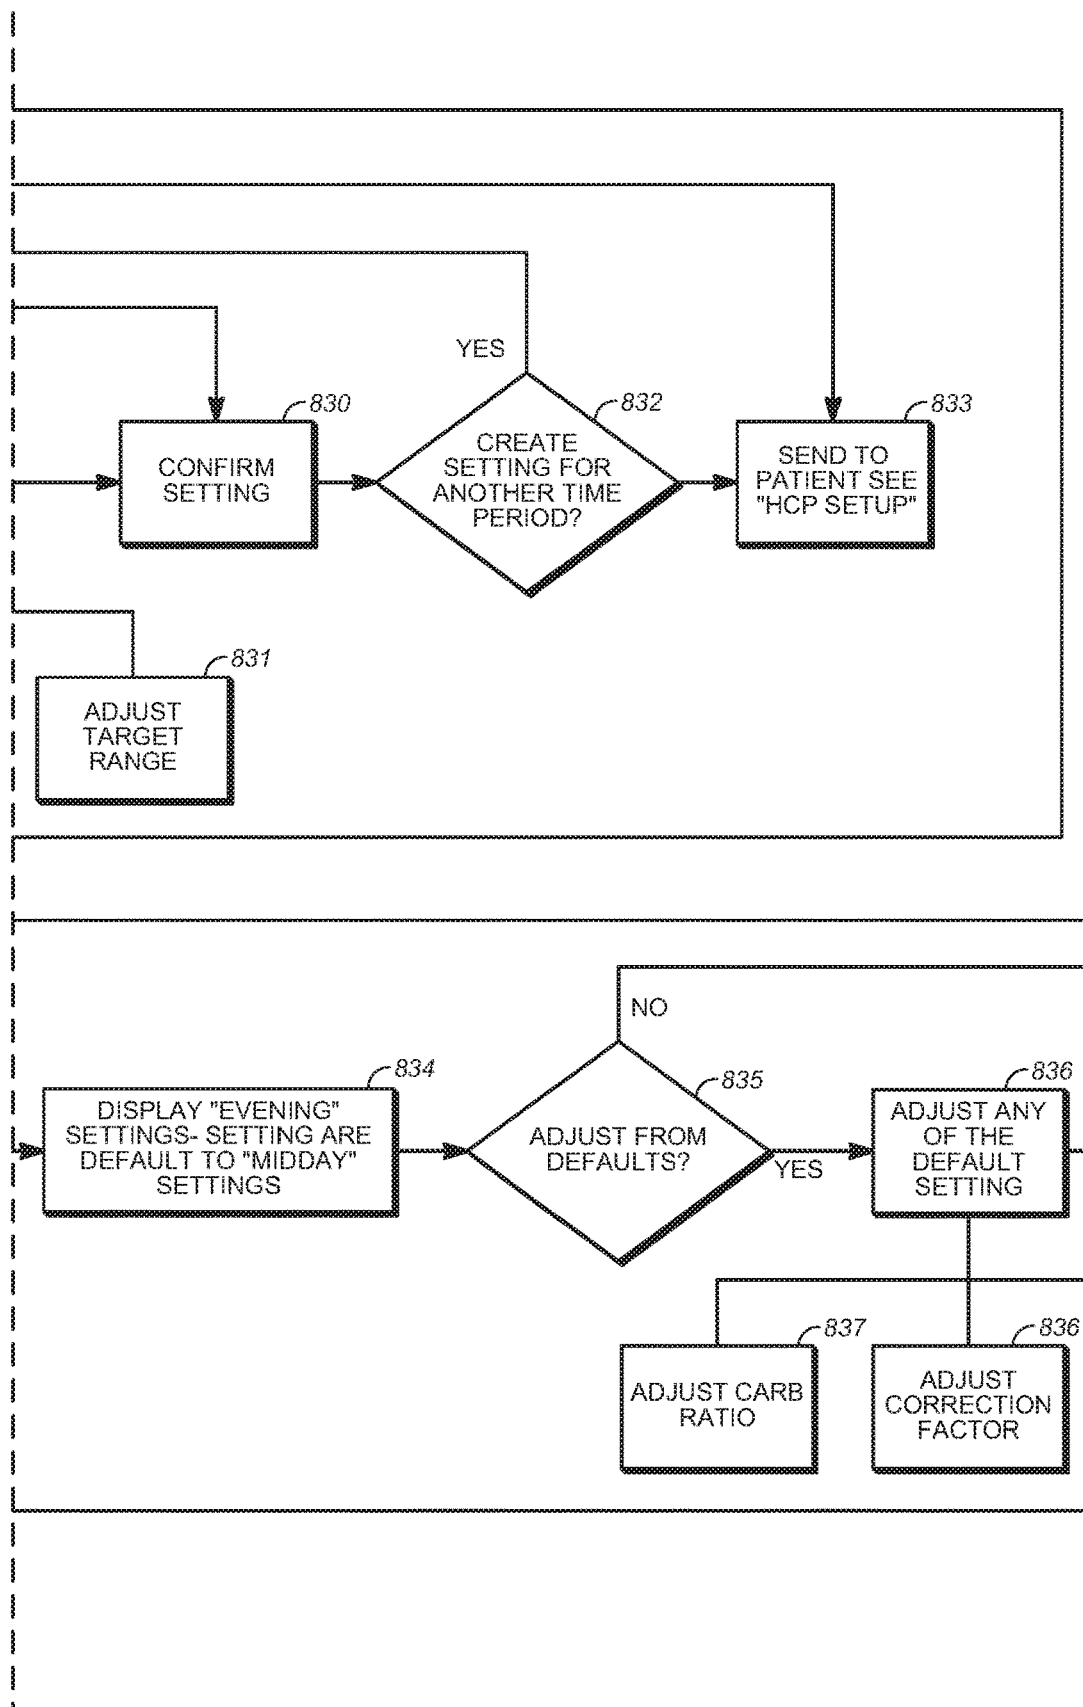 YES
830
CONFIRM
SETTING
832
CREATE
SETTING FOR
ANOTHER TIME
PERIOD?
833
SEND TO
PATIENT SEE
"HCP SETUP"
831
ADJUST
TARGET
RANGE
NO
834
DISPLAY "EVENING"
SETTINGS- SETTING ARE
DEFAULT TO "MIDDAY"
SETTINGS
835
ADJUST FROM
DEFAULTS?
YES
836
ADJUST ANY
OF THE
DEFAULT
SETTING
837
ADJUST CARB
RATIO
836
ADJUST
CORRECTION
FACTOR